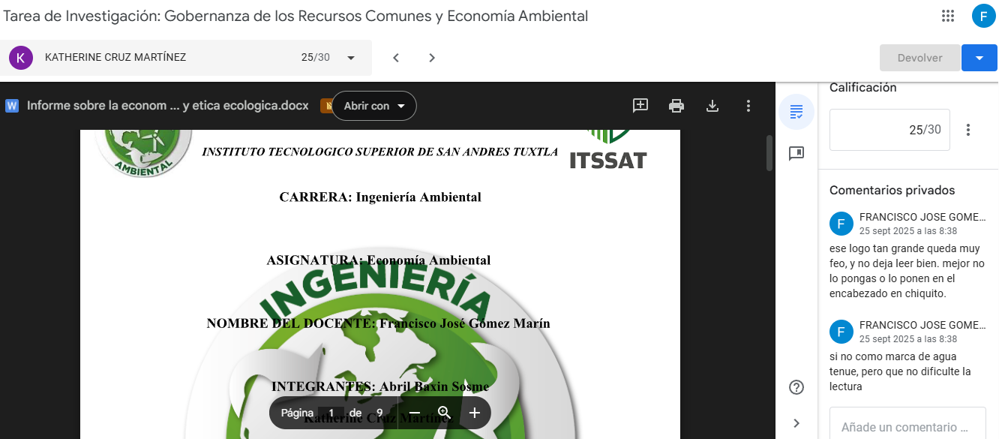 Tarea de Investigación: Gobernanza de los Recursos Comunes y Economía Ambiental
F
K
KATHERINE CRUZ MARTÍNEZ
25/30
Devolver
W
Informe sobre la econom ... y etica ecologica.docx
Abrir con
AMBIENTAL
INSTITUTO TECNOLOGICO SUPERIOR DE SAN ANDRES TUXTLA
ITSSAT
CARRERA: Ingeniería Ambiental
ASIGNATURA: Economía Ambiental
INGENIERÍA
NOMBRE DEL DOCENTE: Francisco José Gómez Marín
INTEGRANTES: Abril Baxin Sosme
Katherine Cruz Martínez
Página 1 de 9
Calificación
25/30
Comentarios privados
F
FRANCISCO JOSE GOME...
25 sept 2025 a las 8:38
ese logo tan grande queda muy
feo, y no deja leer bien. mejor no
lo pongas o lo ponen en el
encabezado en chiquito.
F
FRANCISCO JOSE GOME...
25 sept 2025 a las 8:38
si no como marca de agua
tenue, pero que no dificulte la
lectura
Añade un comentario ...